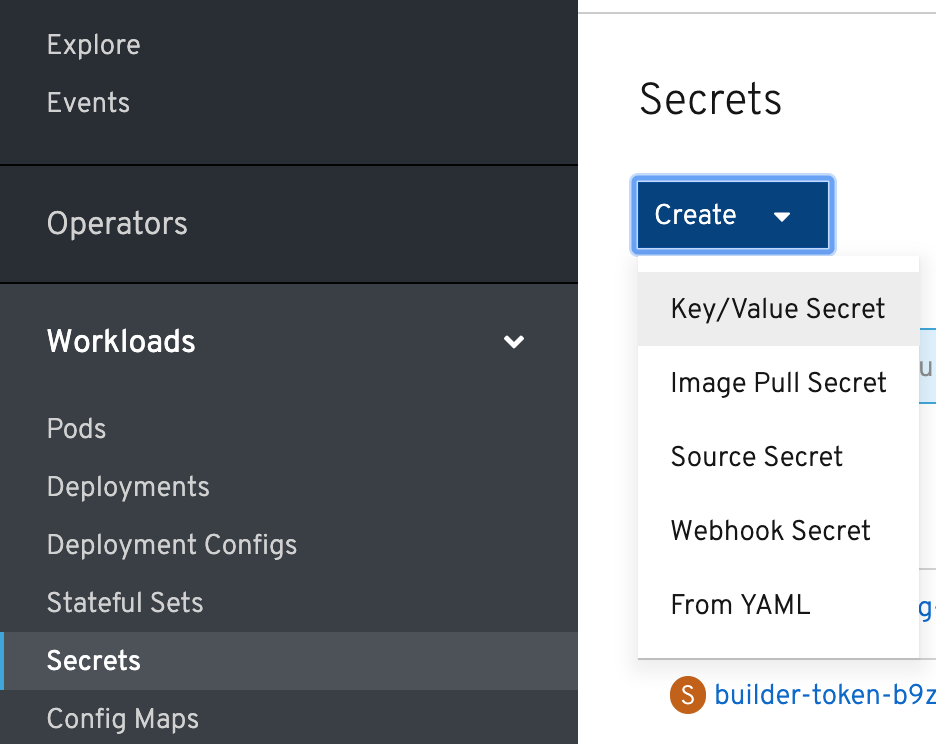 Explore
Events
Operators
Workloads
Pods
Deployments
Deployment Configs
Stateful Sets
Secrets
Config Maps
Secrets
Create
Key/Value Secret
Image Pull Secret
Source Secret
Webhook Secret
From YAML
S builder-token-b9z